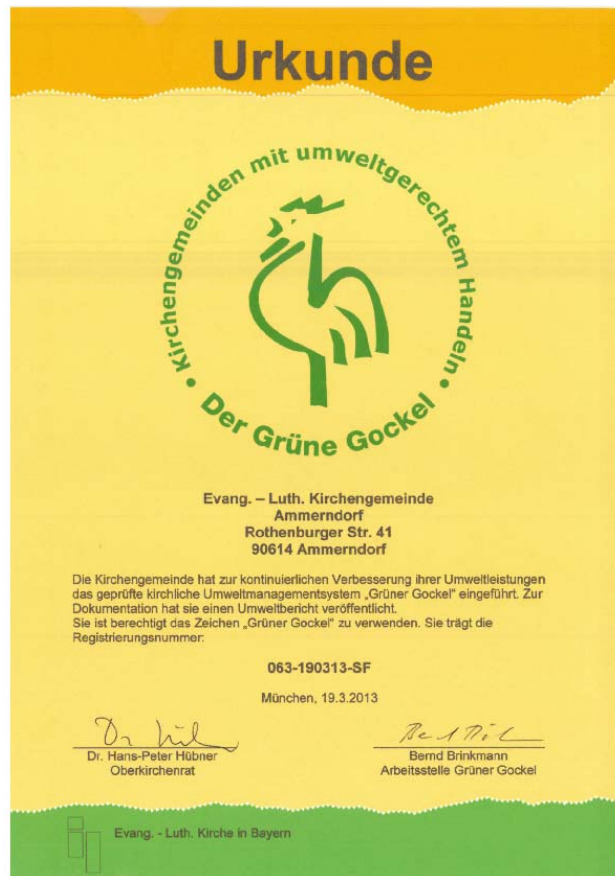 Urkunde
Kirchengemeinden mit umweltgerechtem Handeln
• Der Grüne Gockel •
Evang. – Luth. Kirchengemeinde
Ammerndorf
Rothenburger Str. 41
90614 Ammerndorf
Die Kirchengemeinde hat zur kontinuierlichen Verbesserung ihrer Umweltleistungen
das geprüfte kirchliche Umweltmanagementsystem „Grüner Gockel" eingeführt. Zur
Dokumentation hat sie einen Umweltbericht veröffentlicht.
Sie ist berechtigt das Zeichen „Grüner Gockel" zu verwenden. Sie trägt die
Registrierungsnummer:
063-190313-SF
München, 19.3.2013
Dr. Hans-Peter Hübner
Oberkirchenrat
Bernd Brinkmann
Arbeitsstelle Grüner Gockel
Evang. - Luth. Kirche in Bayern